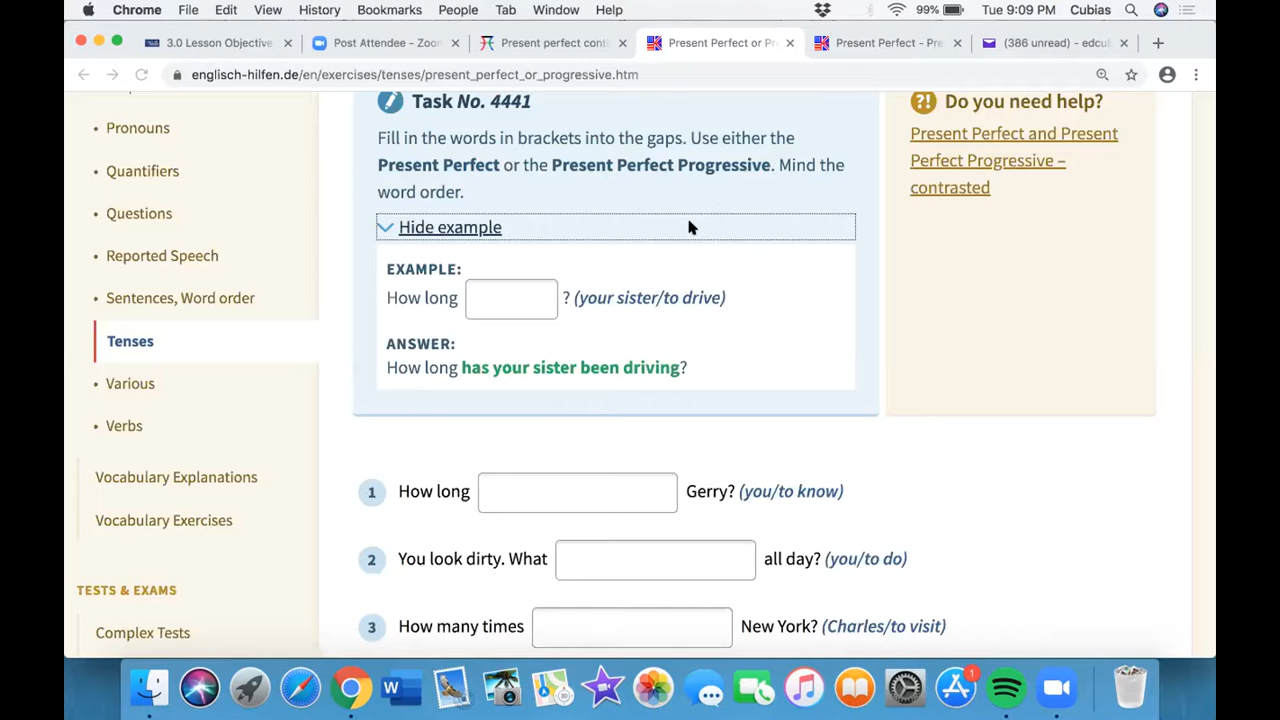 Chrome File Edit View History Bookmarks People Tab Window Help 99% Tue 9:09 PM Cubias
3.0 Lesson Objective
Post Attendee - Zoon
Present perfect cont
Present Perfect or Pr
Present Perfect - Pre
(386 unread) - edcul
englisch-hilfen.de/en/exercises/tenses/present_perfect_or_progressive.htm
Pronouns
Quantifiers
Questions
Reported Speech
Sentences, Word order
Tenses
Various
Verbs
Vocabulary Explanations
Vocabulary Exercises
TESTS & EXAMS
Complex Tests
Task No. 4441
Fill in the words in brackets into the gaps. Use either the
Present Perfect or the Present Perfect Progressive. Mind the
word order.
Hide example
EXAMPLE:
How long ? (your sister/to drive)
ANSWER:
How long has your sister been driving?
?! Do you need help?
Present Perfect and Present
Perfect Progressive –
contrasted
1 How long Gerry? (you/to know)
2 You look dirty. What all day? (you/to do)
3 How many times New York? (Charles/to visit)
W
1